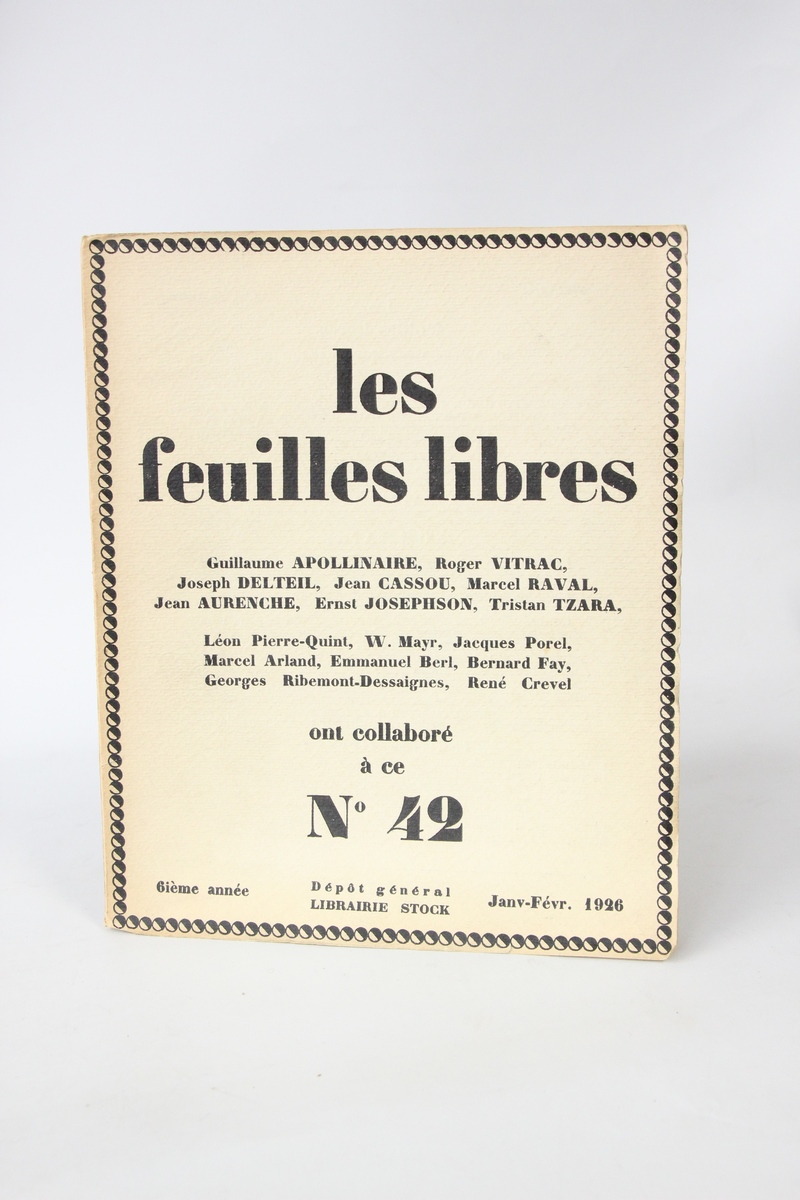 les
feuilles libres
Guillaume APOLLINAIRE, Roger VITRAC,
Joseph DELTEIL, Jean CASSOU, Marcel RAVAL,
Jean AURENCHE, Ernst JOSEPHSON, Tristan TZARA,
Léon Pierre-Quint, W. Mayr, Jacques Porel,
Marcel Arland, Emmanuel Berl, Bernard Fay,
Georges Ribemont-Dessaignes, René Crevel
ont collaboré
à ce
Nº 42
6ième année
Dépôt général
LIBRAIRIE STOCK
Janv-Févr. 1926